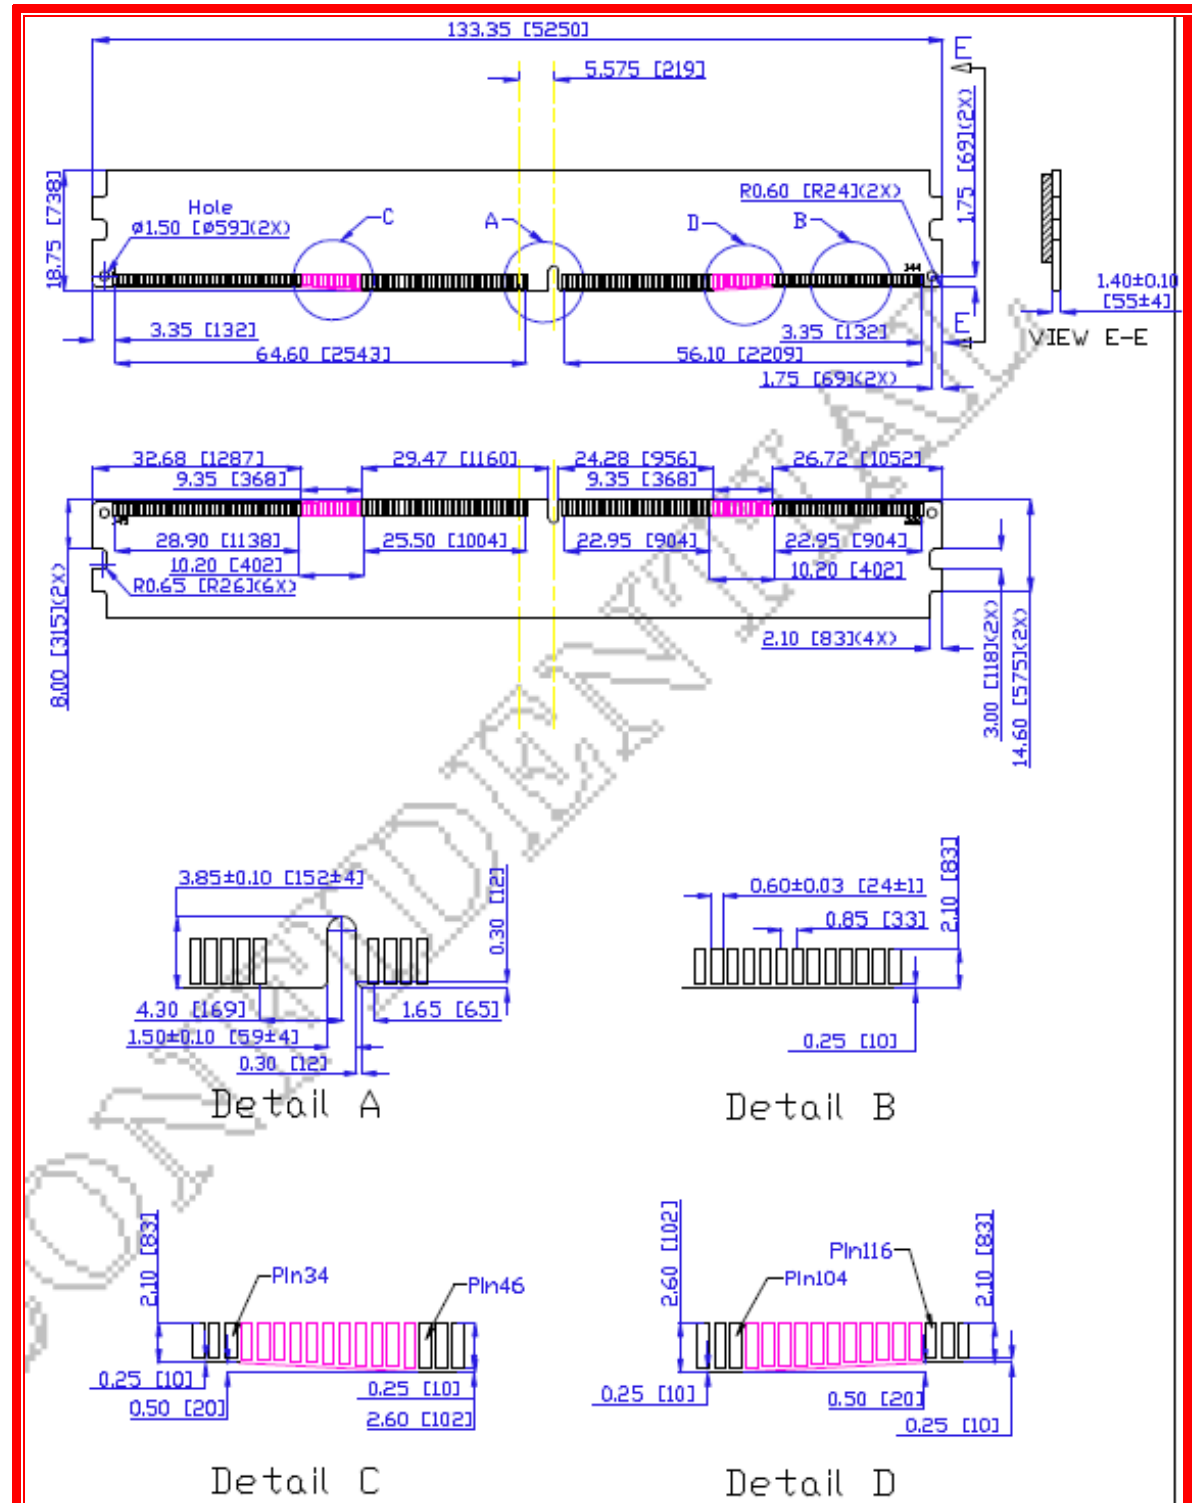 133.35 [5250]
5.575 [219]
E
1.75 [69](2X)
18.75 [738]
Hole
ø1.50 [ø59](2X)
C
A
D
B
R0.60 [R24](2X)
144
1.40±0.10
[55±4]
3.35 [132]
3.35 [132]
E
VIEW E-E
64.60 [2543]
56.10 [2209]
1.75 [69](2X)
32.68 [1287]
29.47 [1160]
24.28 [956]
26.72 [1052]
9.35 [368]
9.35 [368]
28.90 [1138]
25.50 [1004]
22.95 [904]
22.95 [904]
10.20 [402]
10.20 [402]
R0.65 [R26](6X)
8.00 [315](2X)
2.10 [83](4X)
3.00 [118](2X)
14.60 [575](2X)
3.85±0.10 [152±4]
0.30 [12]
4.30 [169]
1.65 [65]
1.50±0.10 [59±4]
0.30 [12]
Detail A
0.60±0.03 [24±1]
2.10 [83]
0.85 [33]
0.25 [10]
Detail B
2.10 [83]
Pin34
Pin46
0.25 [10]
0.50 [20]
0.25 [10]
2.60 [102]
Detail C
2.60 [102]
Pin116
Pin104
2.10 [83]
0.25 [10]
0.50 [20]
0.25 [10]
Detail D
CONFIDENTIAL